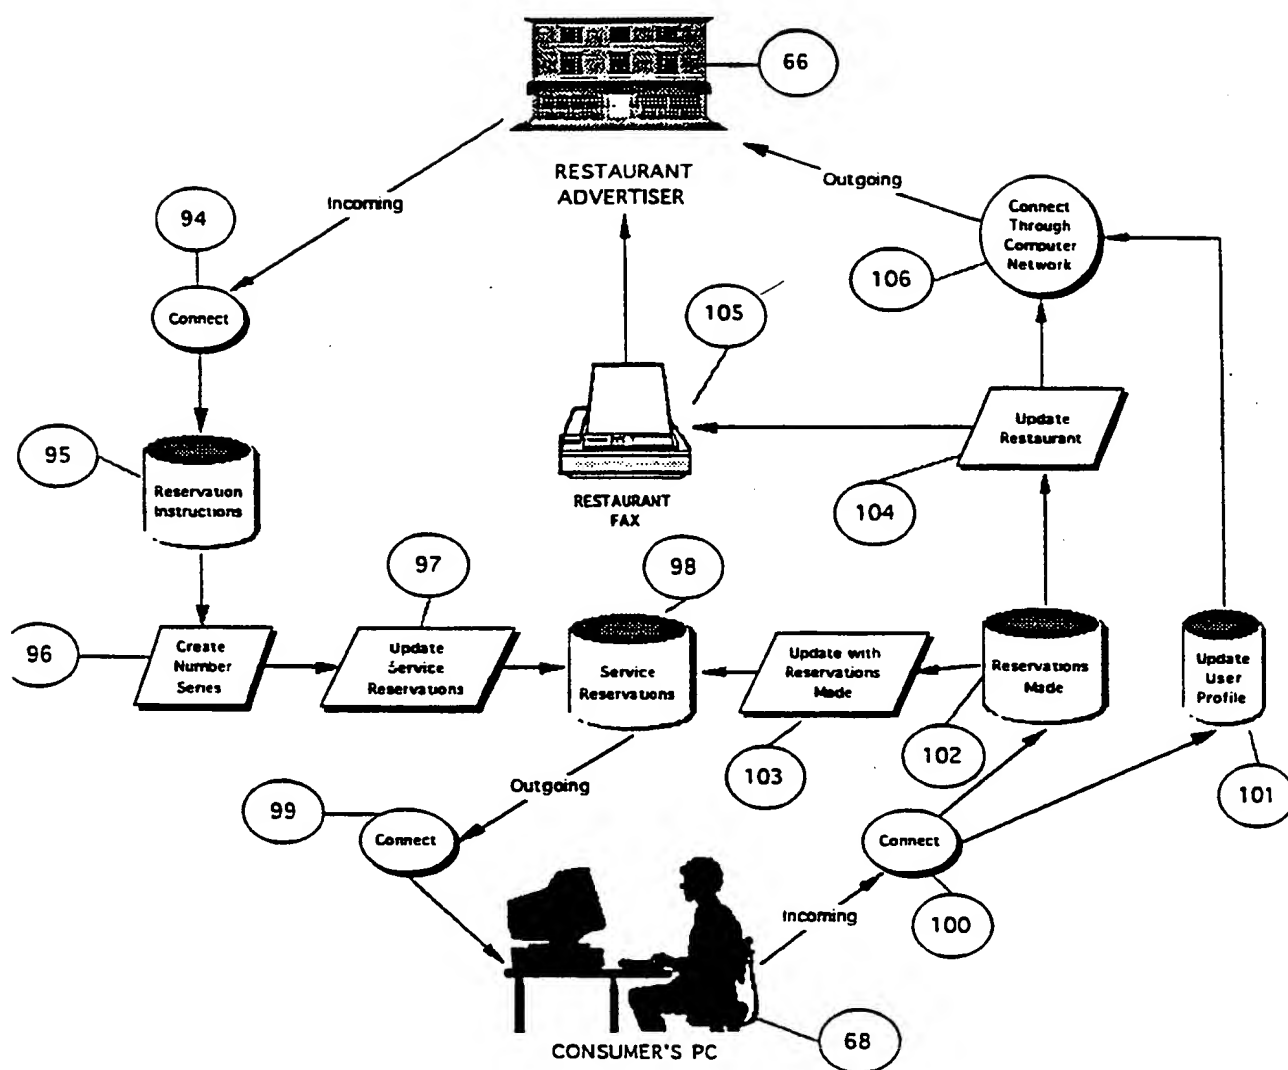 66
RESTAURANT
ADVERTISER
Incoming
Outgoing
94
Connect
Connect
Through
Computer
Network
106
105
Update
Restaurant
95
Reservation
Instructions
RESTAURANT
FAX
104
97
98
96
Create
Number
Series
Update
Service
Reservations
Service
Reservations
Update with
Reservations
Made
Reservations
Made
Update
User
Profile
102
103
101
Outgoing
99
Connect
Connect
Incoming
100
68
CONSUMER'S PC